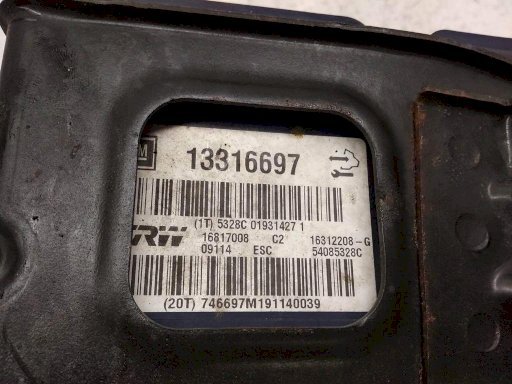 GM 13316697
(1T) 5328C 01931427 1
TRW 16817008 C2 16312208-G
09114 ESC 54085328C
(20T) 746697M191140039